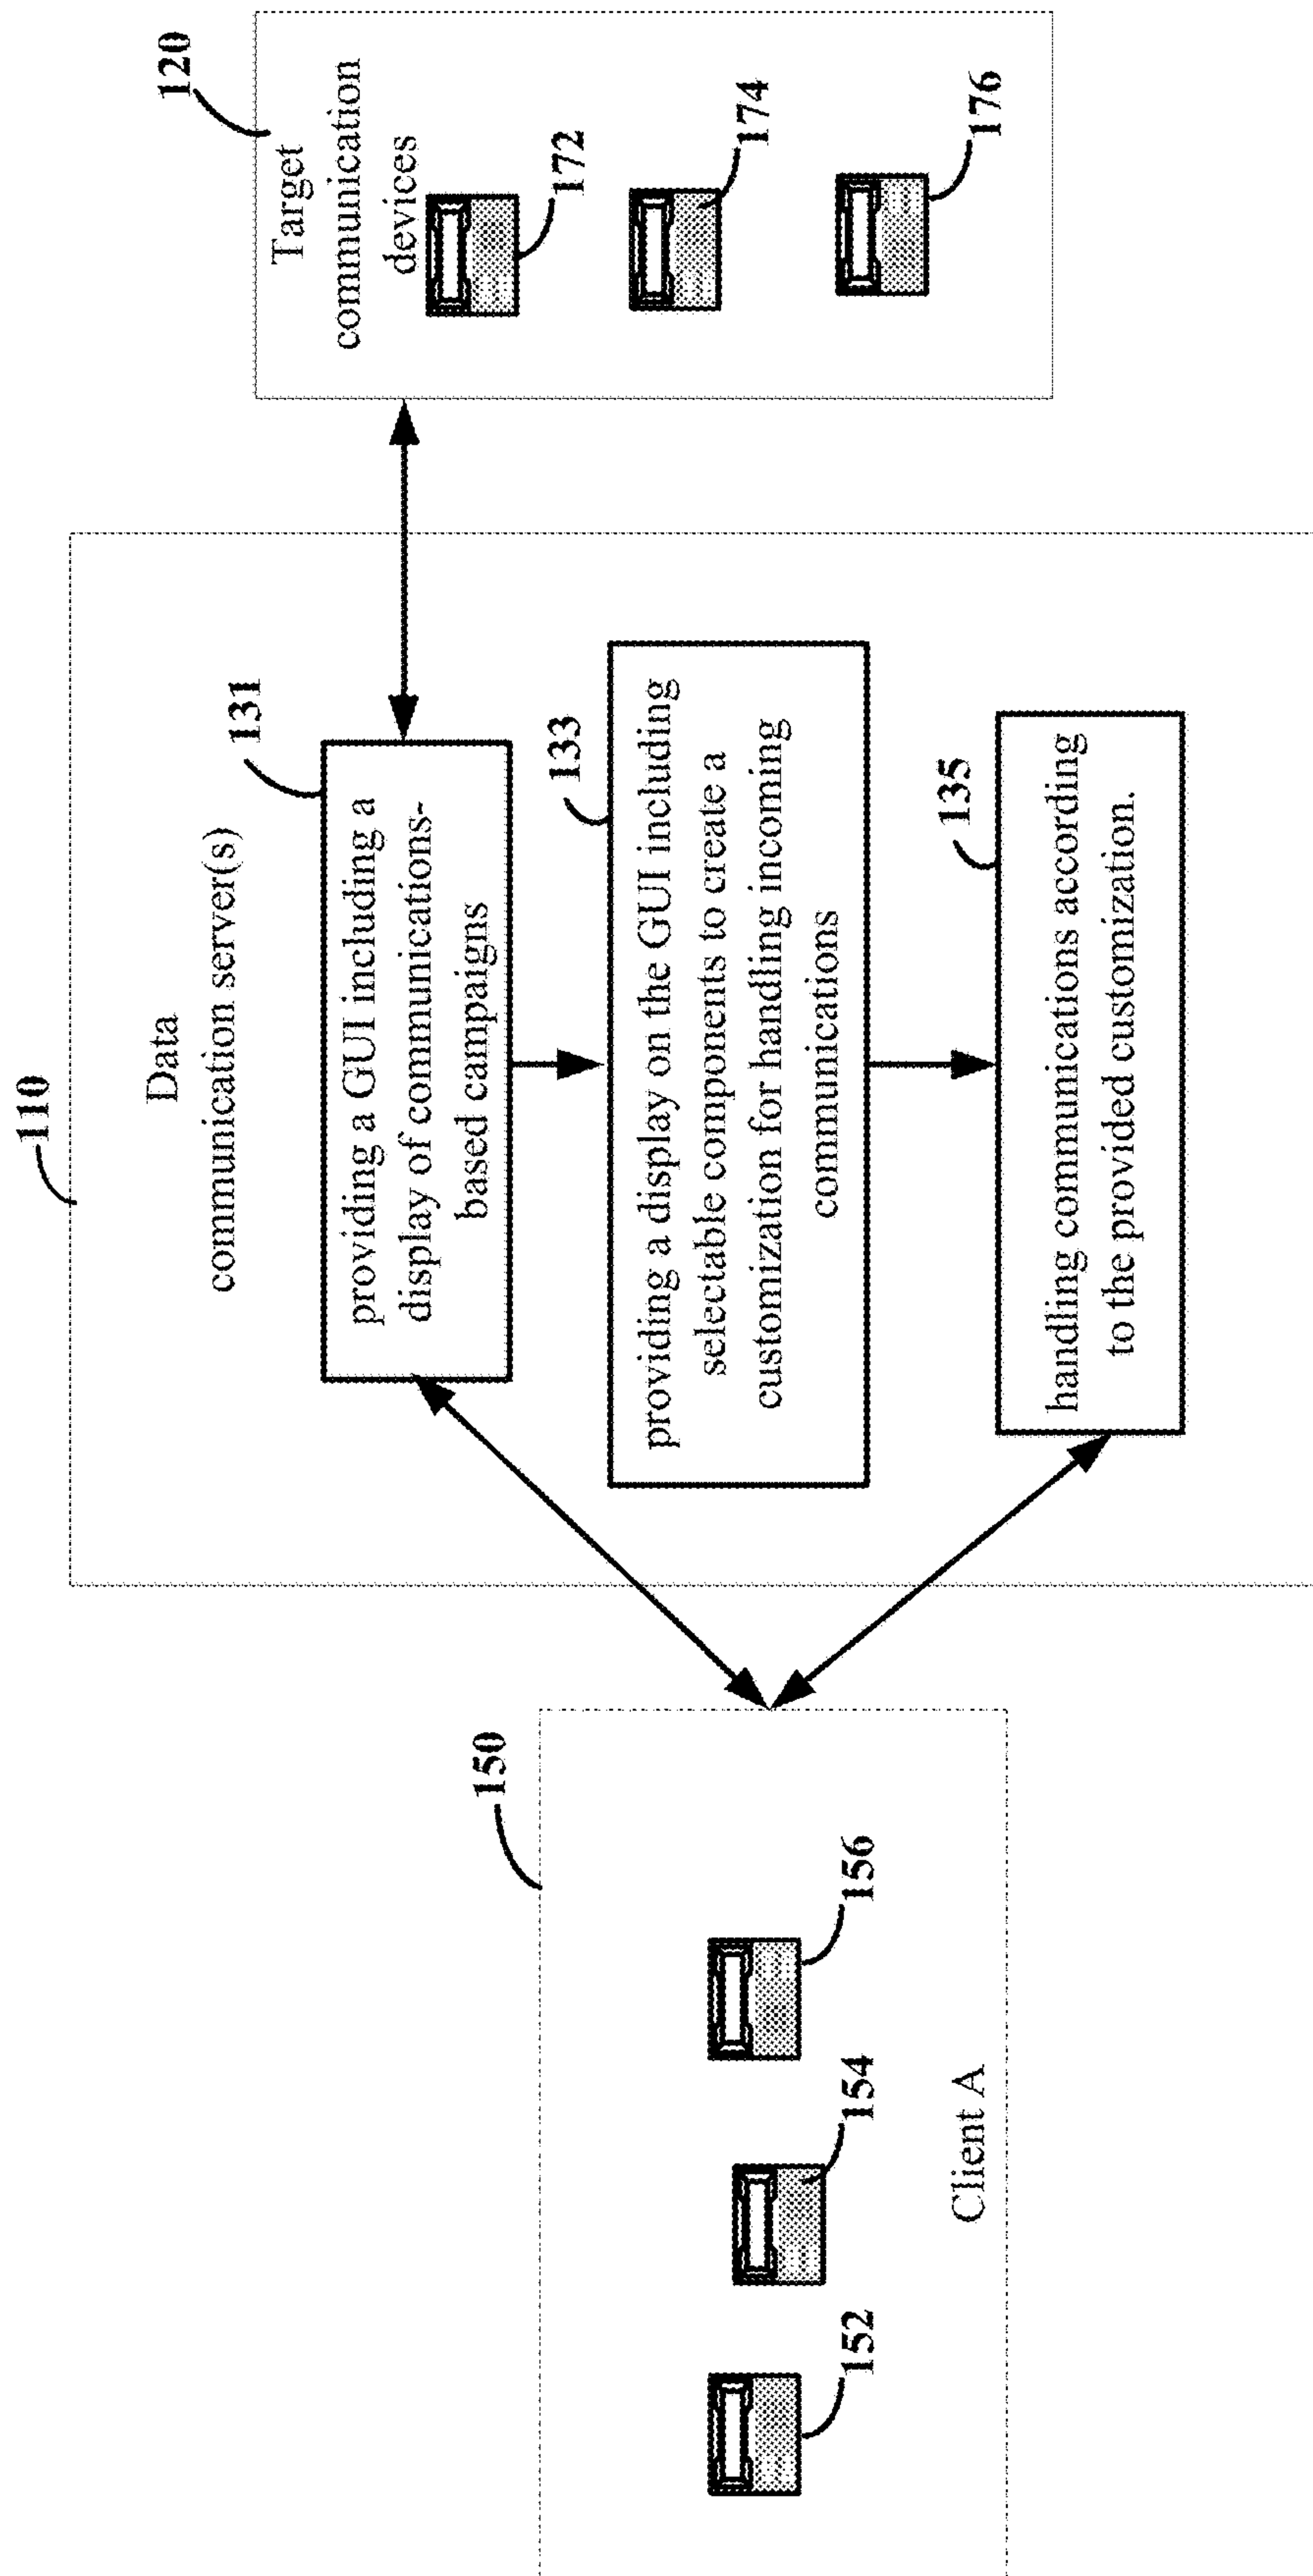 110
Data
communication server(s)
131
providing a GUI including a
display of communications-
based campaigns
133
providing a display on the GUI including
selectable components to create a
customization for handling incoming
communications
135
handling communications according
to the provided customization.
120
Target
communication
devices
172
174
176
150
152
154
156
Client A